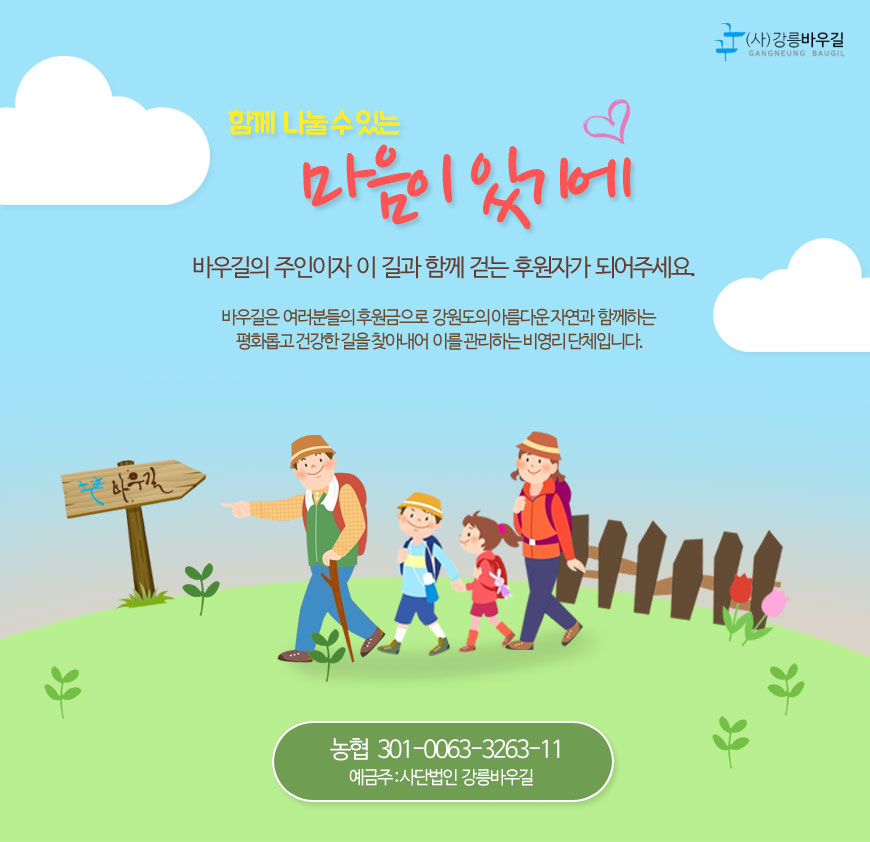 (사)강릉바우길
GANGNEUNG BAUGIL
함께 나눌 수 있는
마음이 있기에
바우길의 주인이자 이 길과 함께 걷는 후원자가 되어주세요.
바우길은 여러분들의 후원금으로 강원도의 아름다운 자연과 함께하는
평화롭고 건강한 길을 찾아내어 이를 관리하는 비영리 단체입니다.
바우길
농협 301-0063-3263-11
예금주 : 사단법인 강릉바우길